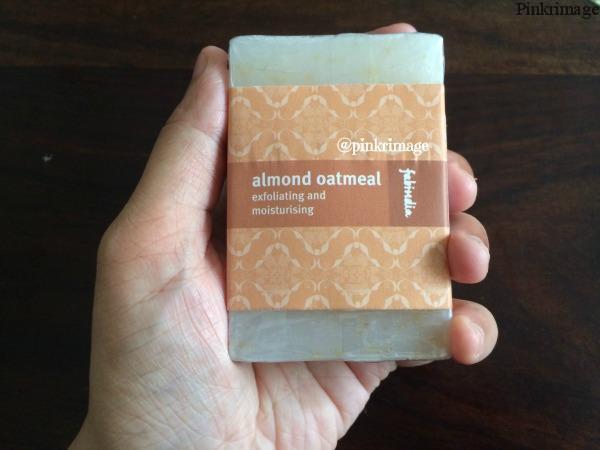 Pinkrimage
@pinkrimage
almond oatmeal
exfoliating and
moisturising
fabindia